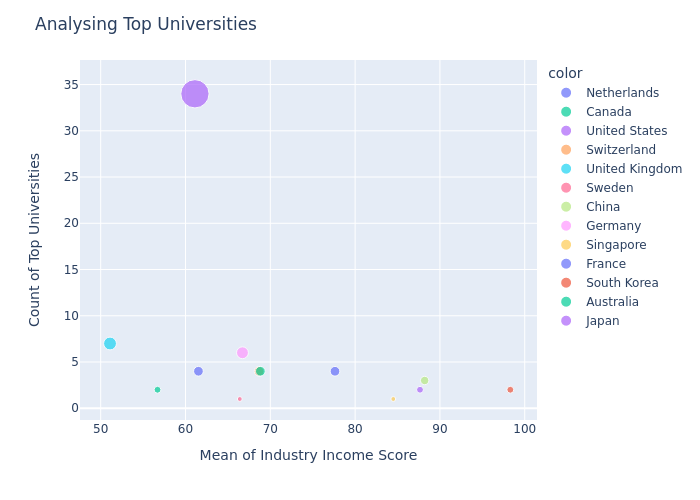 Analysing Top Universities
color
Netherlands
Canada
United States
Switzerland
United Kingdom
Sweden
China
Germany
Singapore
France
South Korea
Australia
Japan
Count of Top Universities
35
30
25
20
15
10
5
0
50 60 70 80 90 100
Mean of Industry Income Score